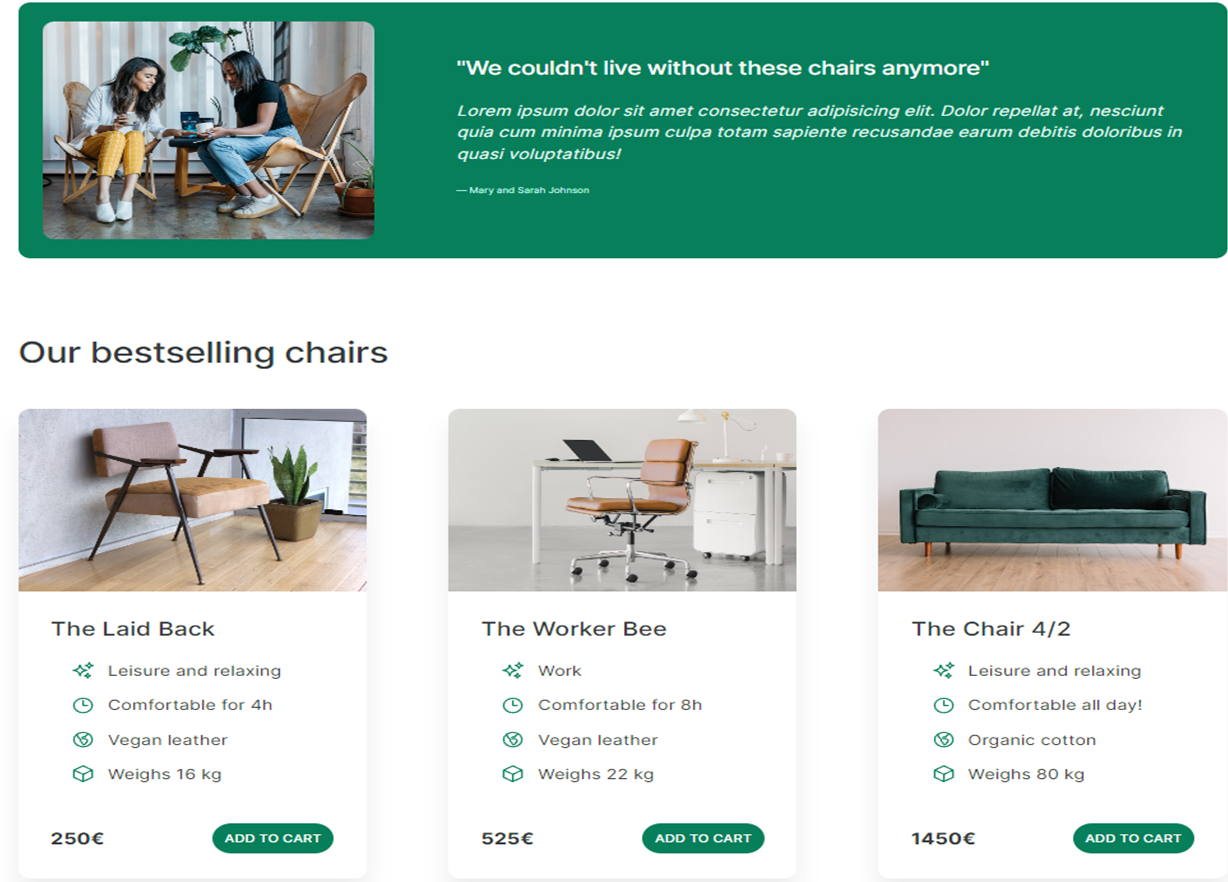 "We couldn't live without these chairs anymore"
Lorem ipsum dolor sit amet consectetur adipisicing elit. Dolor repellat at, nesciunt
quia cum minima ipsum culpa totam sapiente recusandae earum debitis doloribus in
quasi voluptatibus!
— Mary and Sarah Johnson
Our bestselling chairs
The Laid Back
Leisure and relaxing
Comfortable for 4h
Vegan leather
Weighs 16 kg
250€
ADD TO CART
The Worker Bee
Work
Comfortable for 8h
Vegan leather
Weighs 22 kg
525€
ADD TO CART
The Chair 4/2
Leisure and relaxing
Comfortable all day!
Organic cotton
Weighs 80 kg
1450€
ADD TO CART